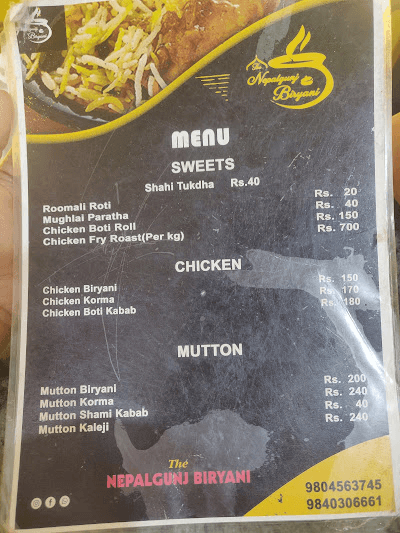 Biryani
The
Nepalgunj
Biryani
MENU
SWEETS
Shahi Tukdha Rs.40
Roomali Roti Rs. 20
Mughlai Paratha Rs. 40
Chicken Boti Roll Rs. 150
Chicken Fry Roast(Per kg) Rs. 700
CHICKEN
Chicken Biryani Rs. 150
Chicken Korma Rs. 170
Chicken Boti Kabab Rs. 180
MUTTON
Mutton Biryani Rs. 200
Mutton Korma Rs. 240
Mutton Shami Kabab Rs. 40
Mutton Kaleji Rs. 240
The
NEPALGUNJ BIRYANI
9804563745
9840306661